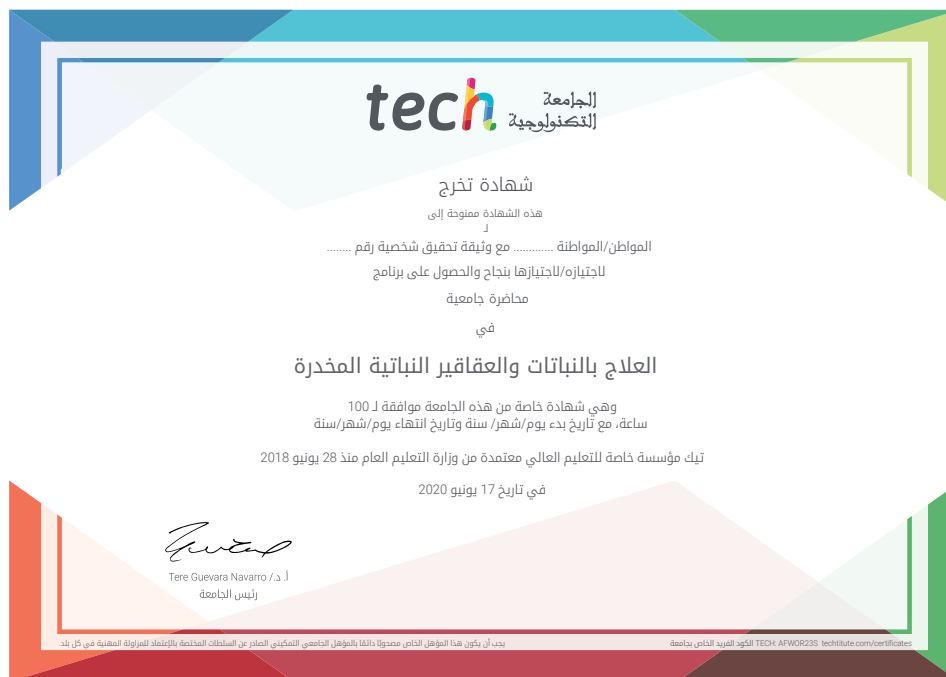 tech الجامعة
التكنولوجية
شهادة تخرج
هذه الشهادة ممنوحة إلى
لـ
المواطن/المواطنة ............. مع وثيقة تحقيق شخصية رقم ........
لاجتيازه/لاجتيازها بنجاح والحصول على برنامج
محاضرة جامعية
في
العلاج بالنباتات والعقاقير النباتية المخدرة
وهي شهادة خاصة من هذه الجامعة موافقة لـ 100
ساعة، مع تاريخ بدء يوم/شهر/ سنة وتاريخ انتهاء يوم/شهر/سنة
تيك مؤسسة خاصة للتعليم العالي معتمدة من وزارة التعليم العام منذ 28 يونيو 2018
في تاريخ 17 يونيو 2020
أ. د./ Tere Guevara Navarro
رئيس الجامعة
يجب أن يكون هذا المؤهل الخاص مصحوبًا دائمًا بالمؤهل الجامعي التمكيني الصادر عن السلطات المختصة بالإعتماد للمزاولة المهنية في كل بلد.
الكود الفريد الخاص بجامعة TECH: AFWOR23S techtitute.com/certificates